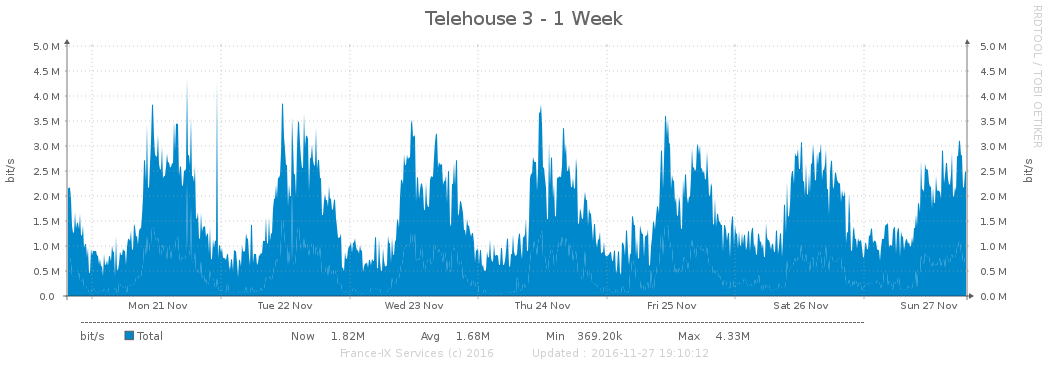 Telehouse 3 - 1 Week
RRDTOOL / TOBI OETIKER
bit/s
5.0 M 5.0 M
4.5 M 4.5 M
4.0 M 4.0 M
3.5 M 3.5 M
3.0 M 3.0 M
2.5 M 2.5 M
2.0 M 2.0 M
1.5 M 1.5 M
1.0 M 1.0 M
0.5 M 0.5 M
0.0 0.0 M
bit/s
Mon 21 Nov Tue 22 Nov Wed 23 Nov Thu 24 Nov Fri 25 Nov Sat 26 Nov Sun 27 Nov
bit/s Total Now 1.82M Avg 1.68M Min 369.20k Max 4.33M
France-IX Services (c) 2016 Updated : 2016-11-27 19:10:12